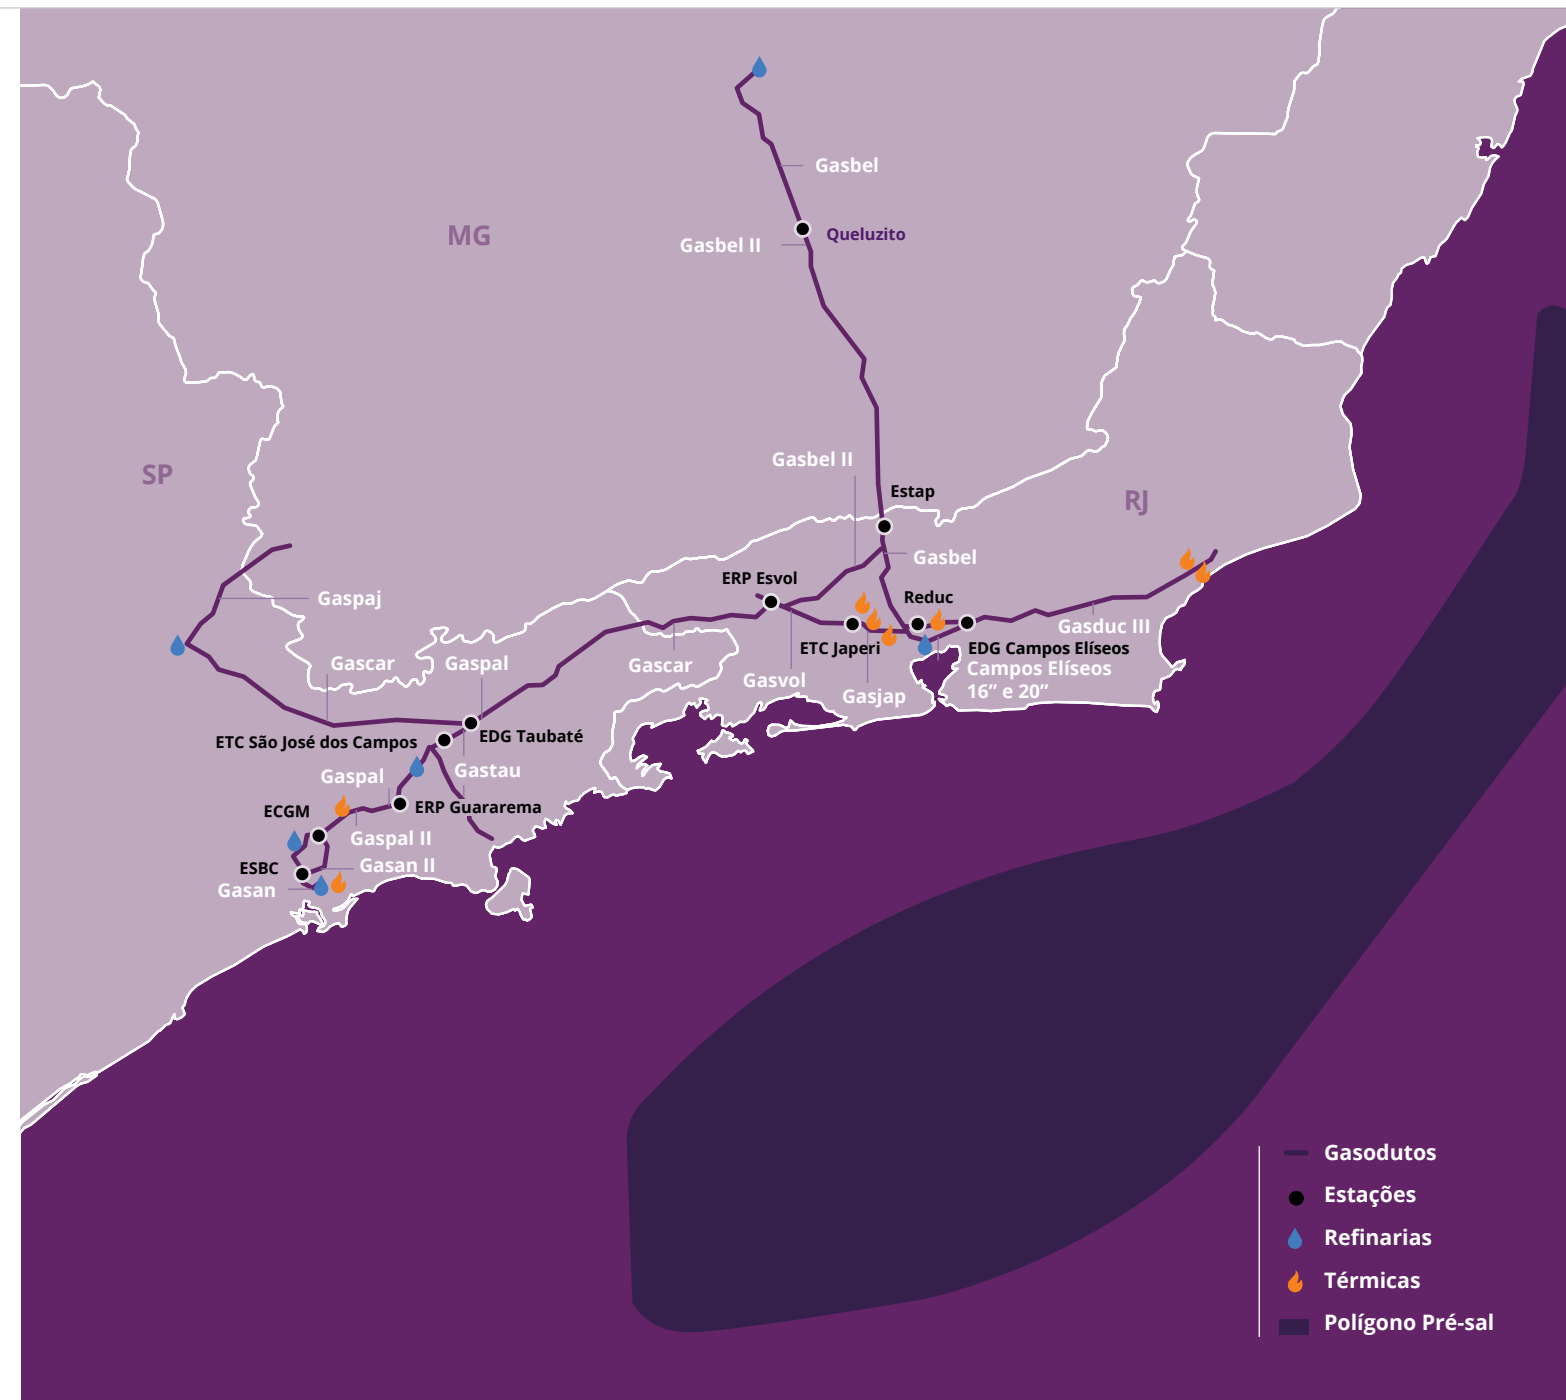 Gasbel
MG
Queluzito
Gasbel II
Gasbel II
SP
Estap
RJ
Gasbel
ERP Esvol
Gaspaj
Reduc
Gasduc III
ETC Japeri
EDG Campos Elíseos
Gascar
Gaspal
Gascar
Campos Elíseos
16” e 20”
Gasvol
Gasjap
ETC São José dos Campos
EDG Taubaté
Gaspal
Gastau
ECGM
ERP Guararema
Gaspal II
ESBC
Gasan II
Gasan
Gasodutos
Estações
Refinarias
Térmicas
Polígono Pré-sal